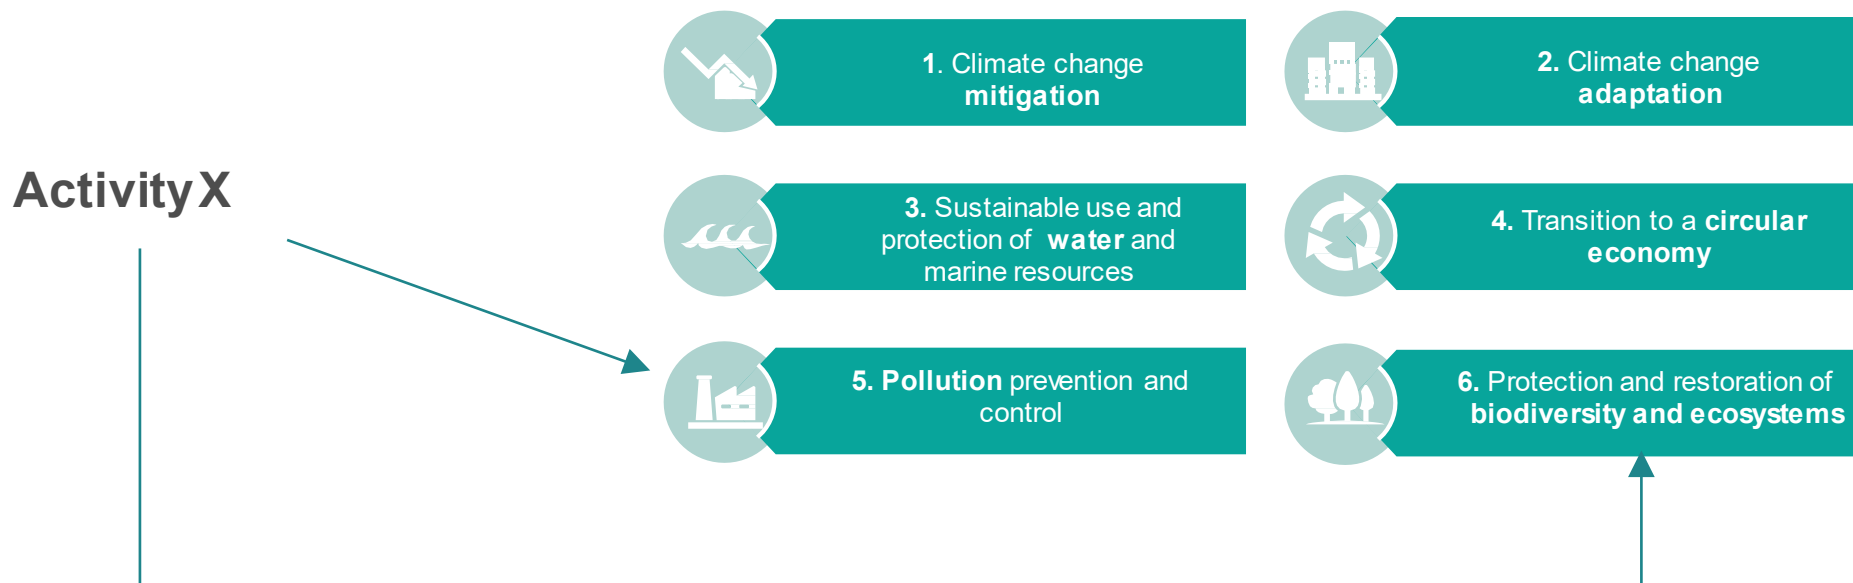 1. Climate change
mitigation
2. Climate change
adaptation
Activity X
3. Sustainable use and
protection of water and
marine resources
4. Transition to a circular
economy
5. Pollution prevention and
control
6. Protection and restoration of
biodiversity and ecosystems